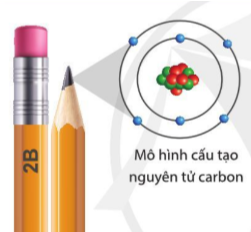 2B
Mô hình cấu tạo
nguyên tử carbon